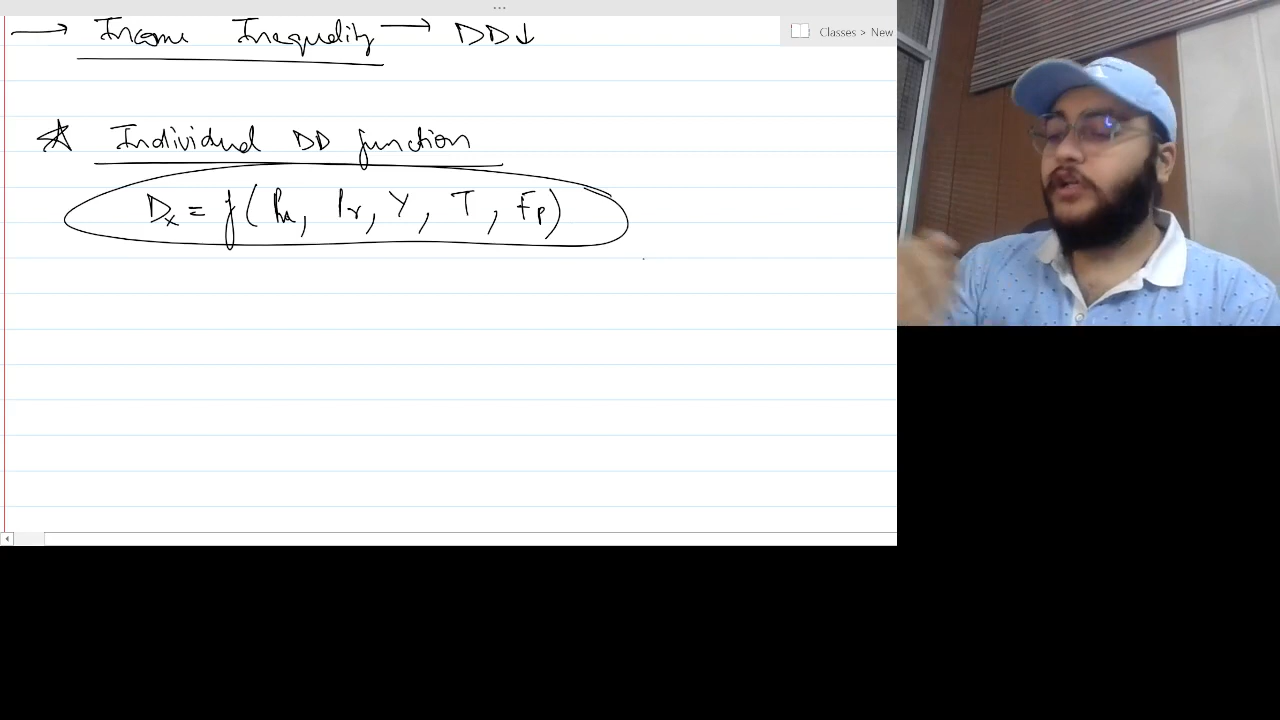 → Income Inequality → DD↓
Classes > New
☆ Individual DD function
Dx = f(Px, Pr, Y, T, Fp)